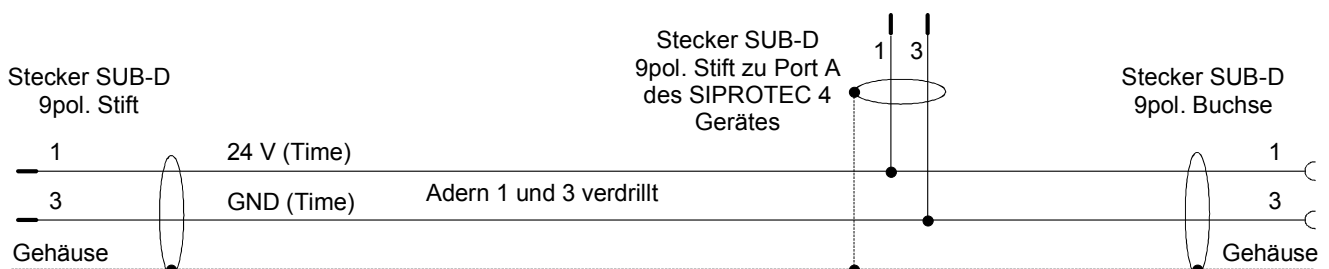 Stecker SUB-D
9pol. Stift
Stecker SUB-D
9pol. Stift zu Port A
des SIPROTEC 4
Gerätes
1 3
Stecker SUB-D
9pol. Buchse
1 24 V (Time) 1
3 GND (Time) Adern 1 und 3 verdrillt 3
Gehäuse Gehäuse